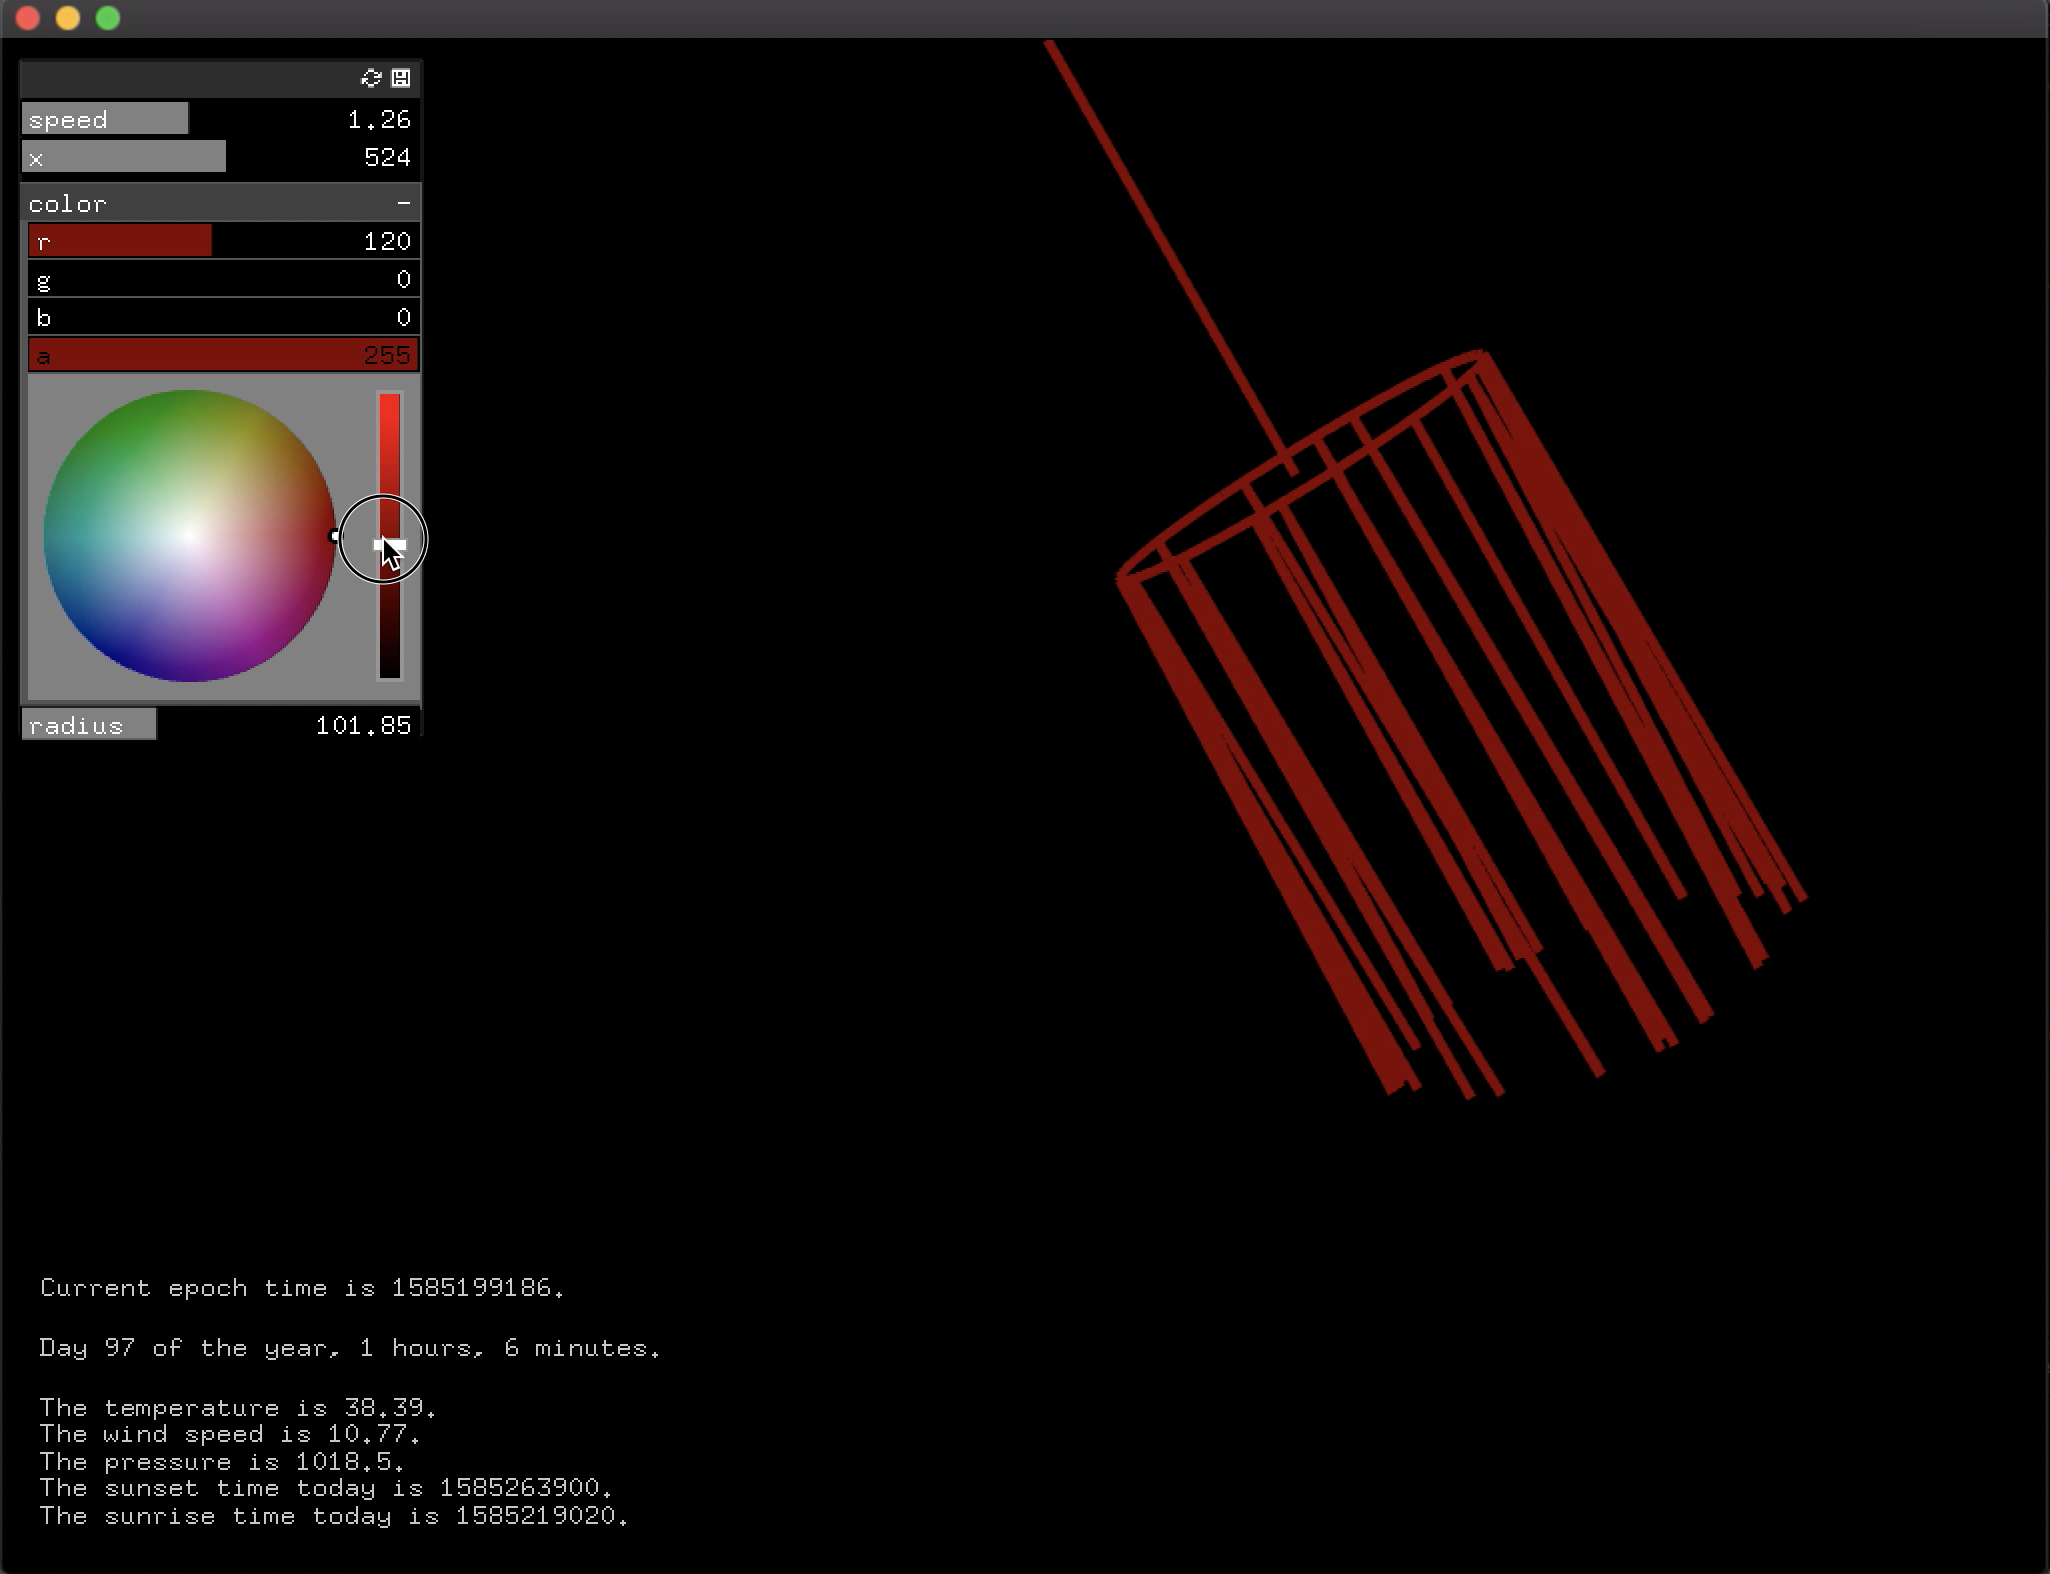 speed 1.26
x 524
color -
r 120
g 0
b 0
a 255
radius 101.85
Current epoch time is 1585199186.
Day 97 of the year, 1 hours, 6 minutes.
The temperature is 38.39.
The wind speed is 10.77.
The pressure is 1018.5.
The sunset time today is 1585263900.
The sunrise time today is 1585219020.